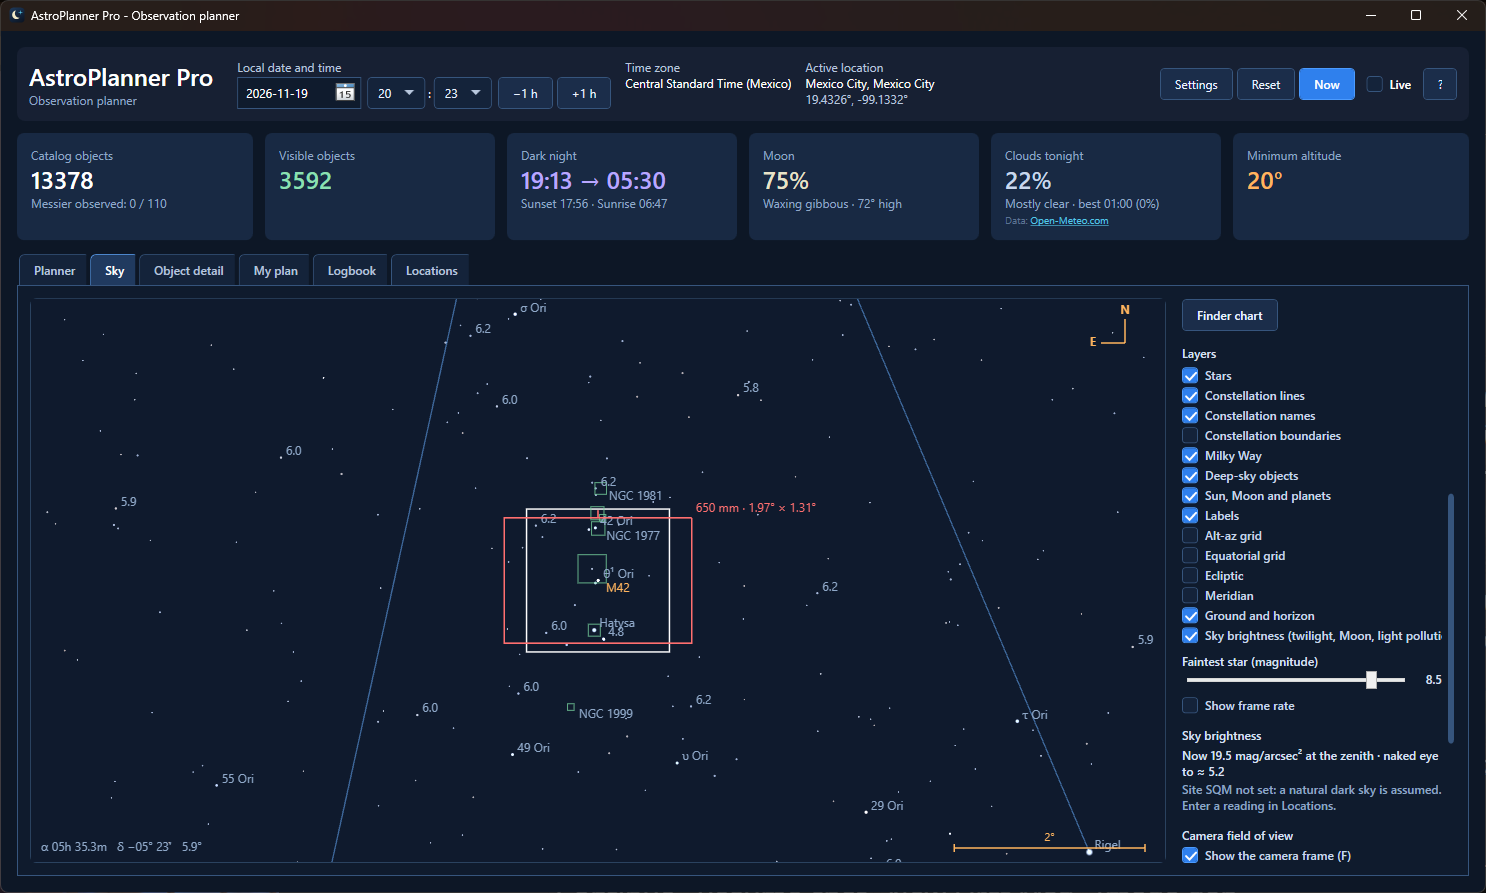 AstroPlanner Pro - Observation planner
AstroPlanner Pro
Observation planner
Local date and time
2026-11-19
15
20
:
23
−1 h
+1 h
Time zone
Central Standard Time (Mexico)
Active location
Mexico City, Mexico City
19.4326°, -99.1332°
Settings
Reset
Now
Live
?
Catalog objects
13378
Messier observed: 0 / 110
Visible objects
3592
Dark night
19:13 → 05:30
Sunset 17:56 · Sunrise 06:47
Moon
75%
Waxing gibbous · 72° high
Clouds tonight
22%
Mostly clear · best 01:00 (0%)
Data: Open-Meteo.com
Minimum altitude
20°
Planner
Sky
Object detail
My plan
Logbook
Locations
σ Ori
6.2
N
E
5.8
6.0
6.0
5.9
6.2
NGC 1981
650 mm · 1.97° × 1.31°
6.2
42 Ori
NGC 1977
θ¹ Ori
M42
6.2
Hatysa
6.0
4.8
5.9
6.0
6.2
6.0
NGC 1999
τ Ori
49 Ori
υ Ori
55 Ori
29 Ori
2°
Rigel
α 05h 35.3m δ −05° 23' 5.9°
6.0
Finder chart
Layers
Stars
Constellation lines
Constellation names
Constellation boundaries
Milky Way
Deep-sky objects
Sun, Moon and planets
Labels
Alt-az grid
Equatorial grid
Ecliptic
Meridian
Ground and horizon
Sky brightness (twilight, Moon, light polluti
Faintest star (magnitude)
8.5
Show frame rate
Sky brightness
Now 19.5 mag/arcsec² at the zenith · naked eye
to ≈ 5.2
Site SQM not set: a natural dark sky is assumed.
Enter a reading in Locations.
Camera field of view
Show the camera frame (F)